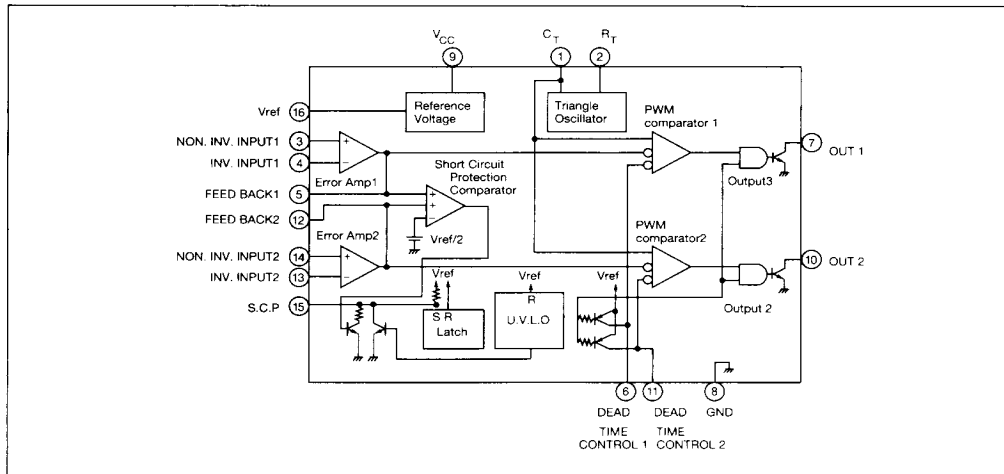 VCC
CT
RT
9
1
2
Vref
16
Reference
Voltage
Triangle
Oscillator
PWM
comparator 1
NON. INV. INPUT1
3
+
INV. INPUT1
4
−
7
OUT 1
Error Amp1
Short Circuit
Protection
Comparator
Output3
FEED BACK1
5
+
FEED BACK2
12
+
−
Error Amp2
Vref/2
PWM
comparator2
NON. INV. INPUT2
14
+
INV. INPUT2
13
−
10
OUT 2
Vref
Vref
Vref
Output 2
S.C.P
15
S R
Latch
R
U.V.L.O
6
11
8
DEAD
TIME
CONTROL 1
DEAD
TIME
CONTROL 2
GND